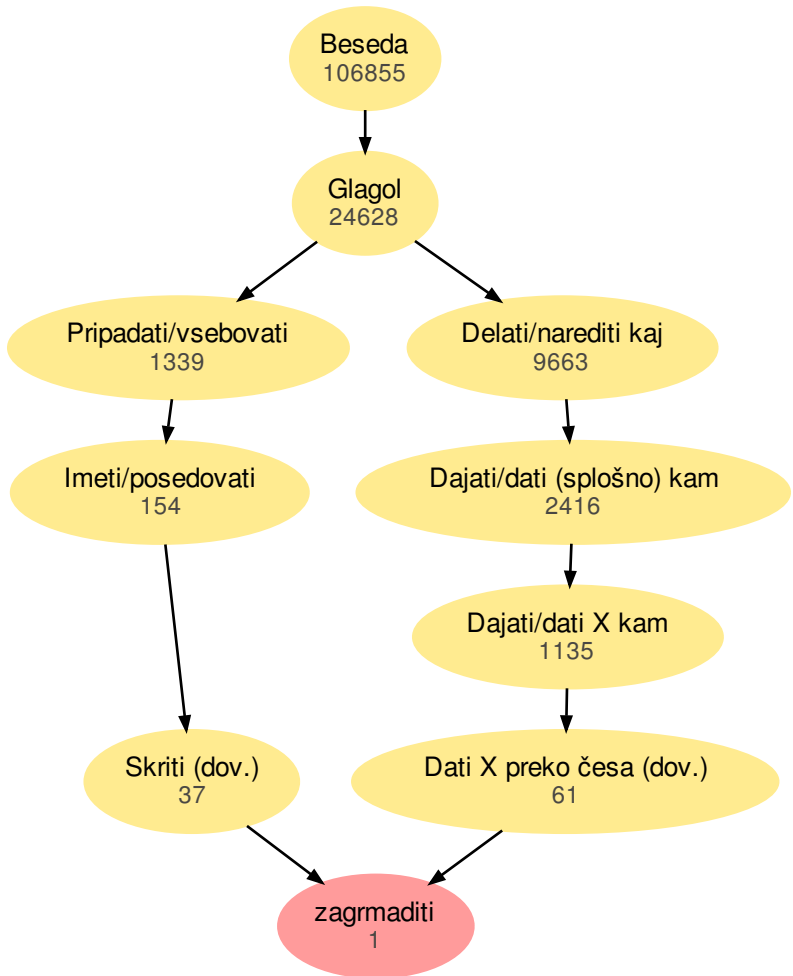 Beseda
106855
Glagol
24628
Pripadati/vsebovati
1339
Delati/narediti kaj
9663
Imeti/posedovati
154
Dajati/dati (splošno) kam
2416
Dajati/dati X kam
1135
Skriti (dov.)
37
Dati X preko česa (dov.)
61
zagrmaditi
1